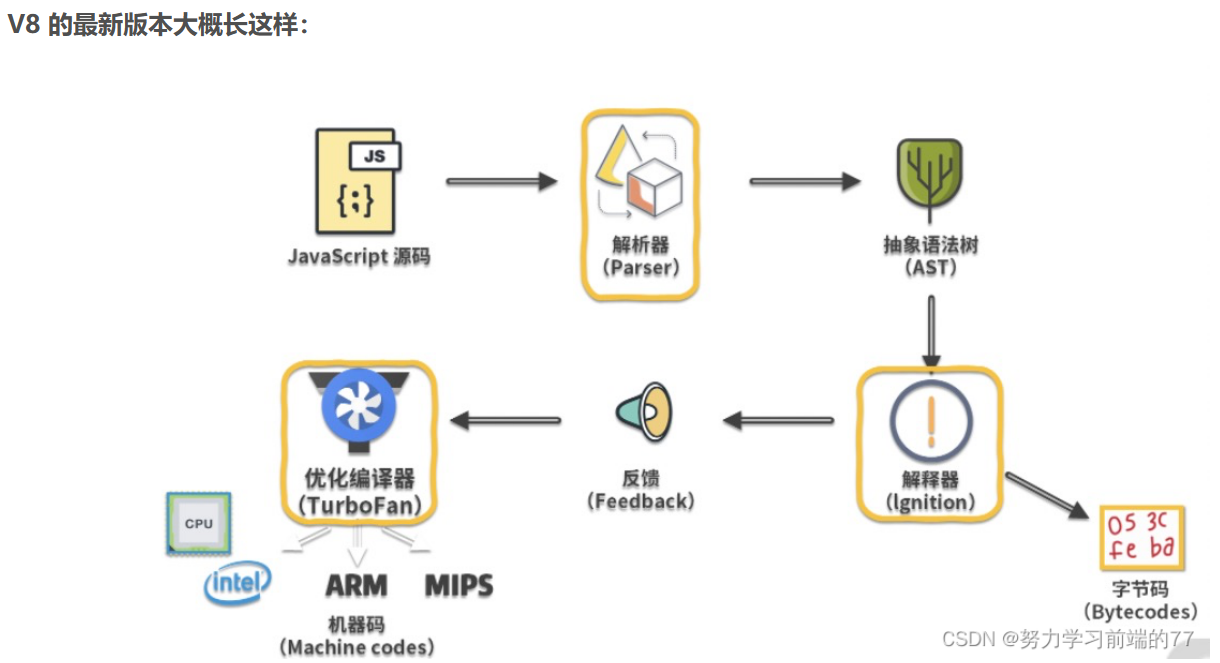 V8 的最新版本大概长这样：
JS
{;}
JavaScript 源码
解析器
（Parser）
抽象语法树
（AST）
优化编译器
（TurboFan）
反馈
（Feedback）
解释器
（Ignition）
CPU
intel
ARM
MIPS
机器码
（Machine codes）
05 3C
fe ba
字节码
（Bytecodes）
CSDN @努力学习前端的77